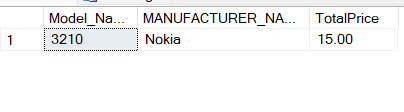 Model_Na... MANUFACTURER_NA... TotalPrice
1 3210 Nokia 15.00